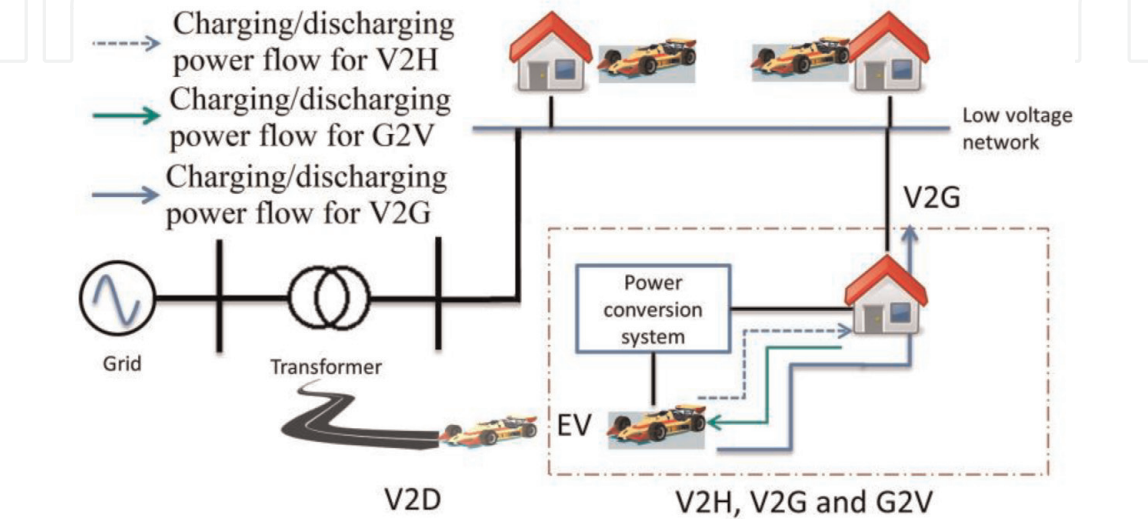 Charging/discharging
power flow for V2H
Charging/discharging
power flow for G2V
Charging/discharging
power flow for V2G
Low voltage
network
V2G
Power
conversion
system
Grid
Transformer
EV
V2D
V2H, V2G and G2V